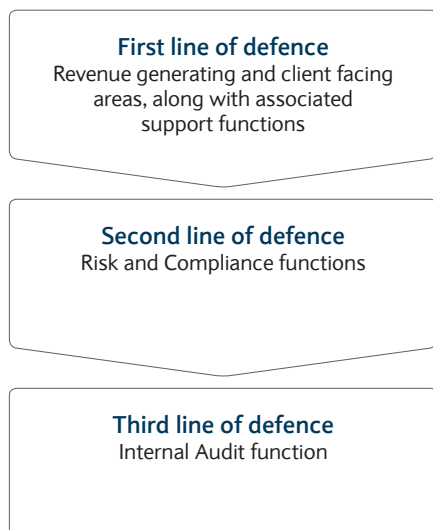 First line of defence
Revenue generating and client facing
areas, along with associated
support functions
Second line of defence
Risk and Compliance functions
Third line of defence
Internal Audit function